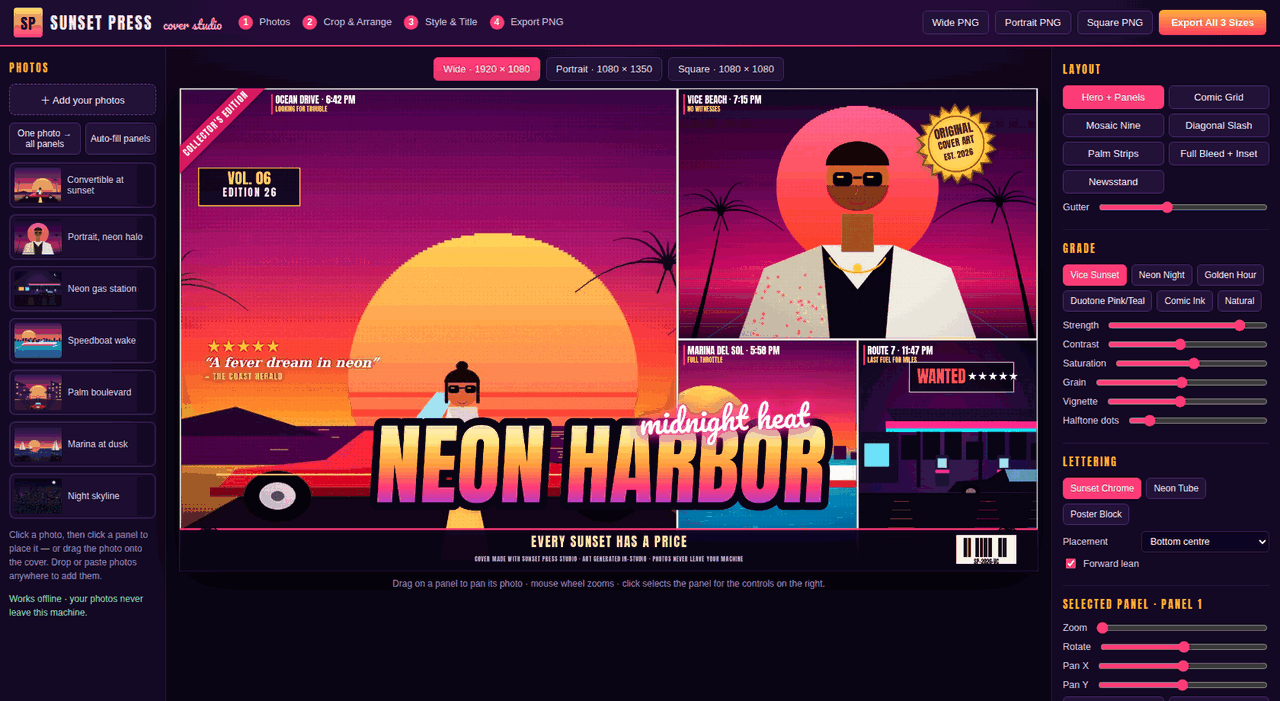 SP SUNSET PRESS cover studio
1 Photos 2 Crop & Arrange 3 Style & Title 4 Export PNG
Wide PNG Portrait PNG Square PNG Export All 3 Sizes
PHOTOS
+ Add your photos
One photo →
all panels
Auto-fill panels
Convertible at
sunset
Portrait, neon halo
Neon gas station
Speedboat wake
Palm boulevard
Marina at dusk
Night skyline
Click a photo, then click a panel to
place it — or drag the photo onto
the cover. Drop or paste photos
anywhere to add them.
Works offline · your photos never
leave this machine.
Wide · 1920 × 1080 Portrait · 1080 × 1350 Square · 1080 × 1080
COLLECTOR'S EDITION
OCEAN DRIVE · 6:42 PM
LOOKING FOR TROUBLE
VOL. 06
EDITION 26
VICE BEACH · 7:15 PM
NO WITNESSES
ORIGINAL
COVER ART
EST. 2026
★★★★★
“A fever dream in neon”
– THE COAST HERALD
MARINA DEL SOL · 5:58 PM
FULL THROTTLE
ROUTE 7 · 11:47 PM
LAST FUEL FOR MILES
WANTED ★★★★★
midnight heat
NEON HARBOR
EVERY SUNSET HAS A PRICE
COVER MADE WITH SUNSET PRESS STUDIO · ART GENERATED IN-STUDIO · PHOTOS NEVER LEAVE YOUR MACHINE
Drag on a panel to pan its photo · mouse wheel zooms · click selects the panel for the controls on the right.
LAYOUT
Hero + Panels Comic Grid
Mosaic Nine Diagonal Slash
Palm Strips Full Bleed + Inset
Newsstand
Gutter
GRADE
Vice Sunset Neon Night Golden Hour
Duotone Pink/Teal Comic Ink Natural
Strength
Contrast
Saturation
Grain
Vignette
Halftone dots
LETTERING
Sunset Chrome Neon Tube
Poster Block
Placement Bottom centre
Forward lean
SELECTED PANEL · PANEL 1
Zoom
Rotate
Pan X
Pan Y